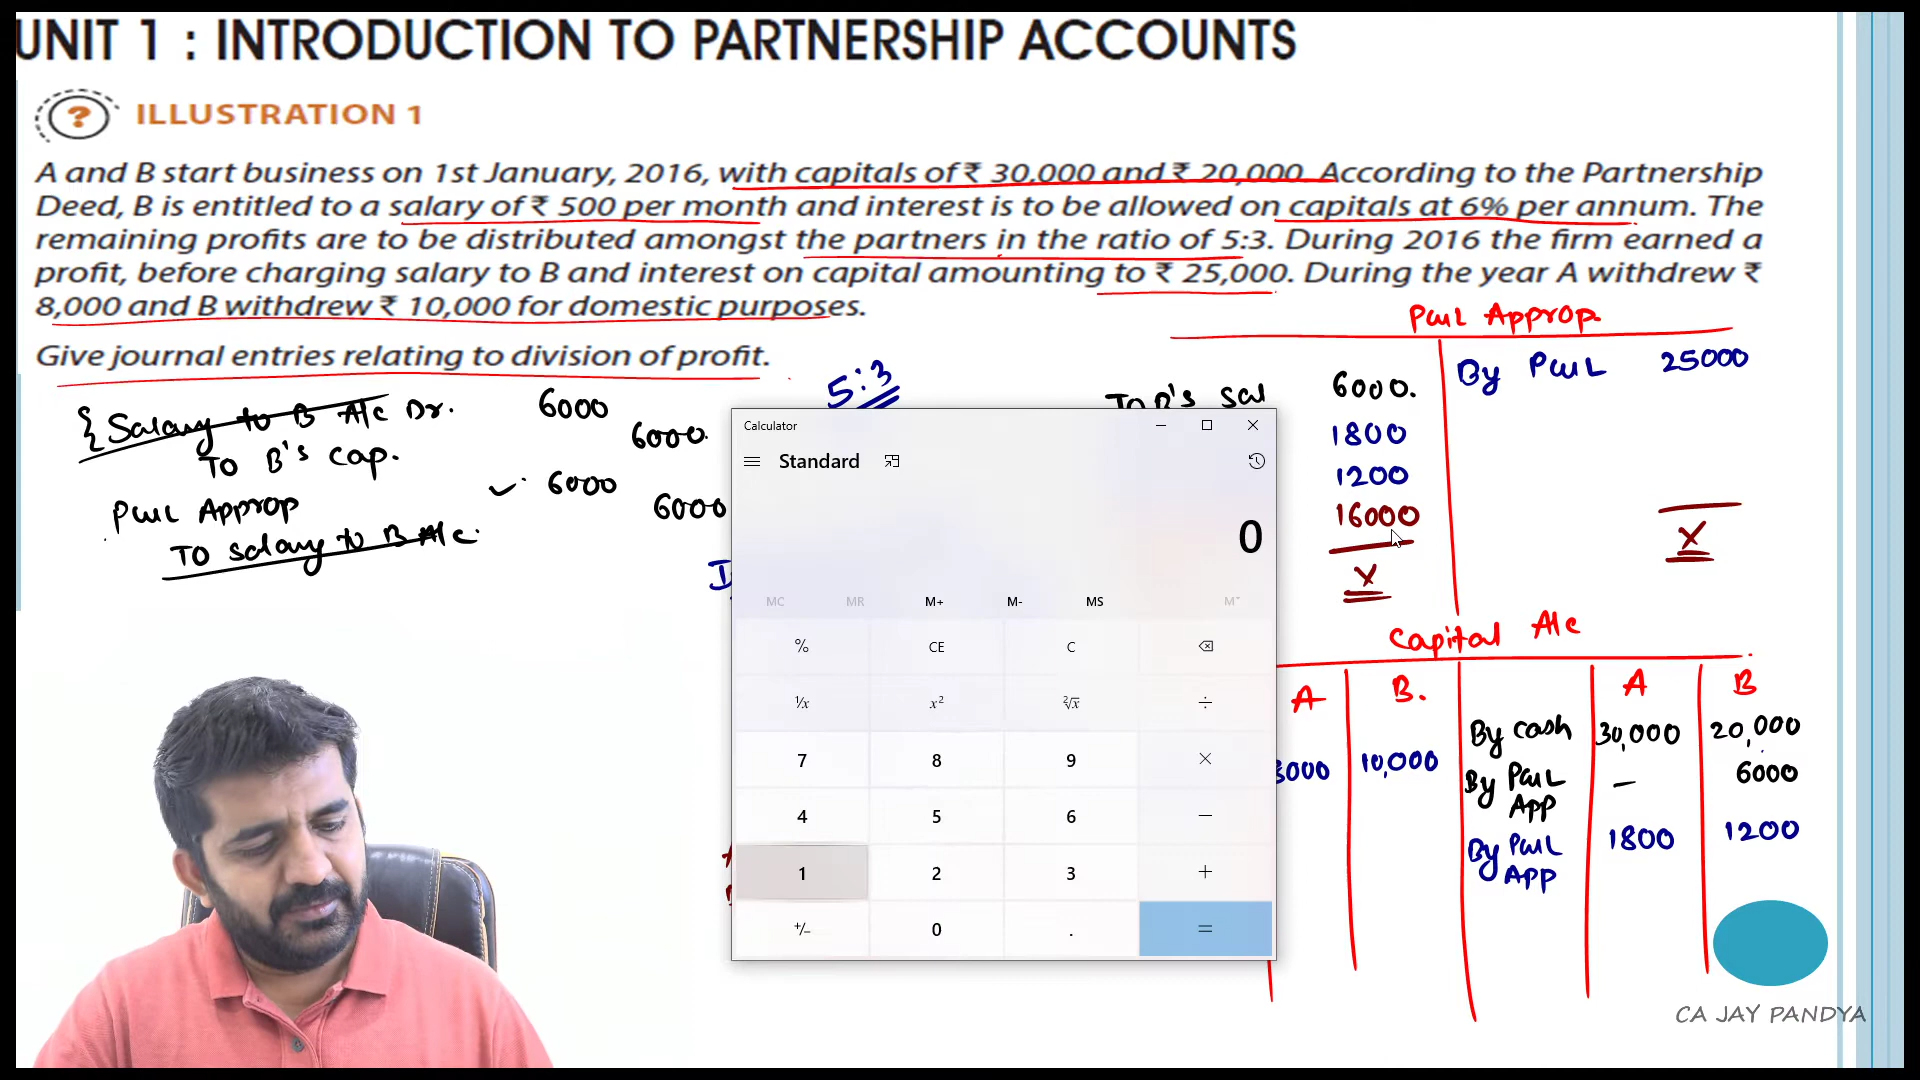 UNIT 1 : INTRODUCTION TO PARTNERSHIP ACCOUNTS
?
ILLUSTRATION 1
A and B start business on 1st January, 2016, with capitals of ₹ 30,000 and ₹ 20,000. According to the Partnership
Deed, B is entitled to a salary of ₹ 500 per month and interest is to be allowed on capitals at 6% per annum. The
remaining profits are to be distributed amongst the partners in the ratio of 5:3. During 2016 the firm earned a
profit, before charging salary to B and interest on capital amounting to ₹ 25,000. During the year A withdrew ₹
8,000 and B withdrew ₹ 10,000 for domestic purposes.
Give journal entries relating to division of profit.
Salary to B A/c Dr. 6000
To B's cap. 6000
P&L Approp 6000
To salary to B A/c 6000
5:3
P&L Approp
To B's sal 6000. By P&L 25000
1800
1200
16000
x x
Capital A/c
A B. A B
By cash 30,000 20,000
8000 10,000 By P&L App — 6000
By P&L App 1800 1200
Calculator
Standard
0
MC MR M+ M- MS M˅
% CE C
¹/x x² ²√x ÷
7 8 9 ×
4 5 6 −
1 2 3 +
+/− 0 . =
CA JAY PANDYA